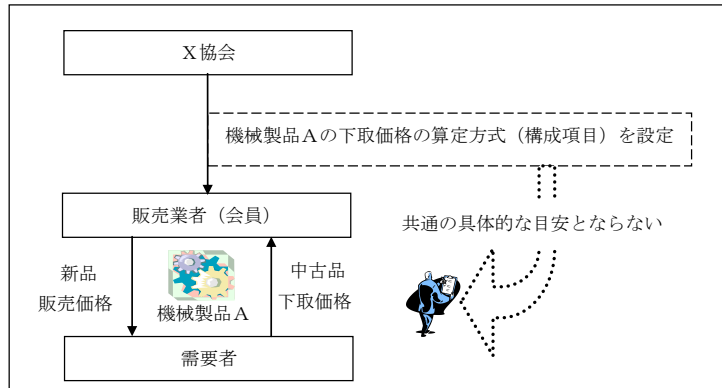 X協会
機械製品Aの下取価格の算定方式（構成項目）を設定
販売業者（会員）
共通の具体的な目安とならない
新品
販売価格
中古品
下取価格
機械製品A
需要者